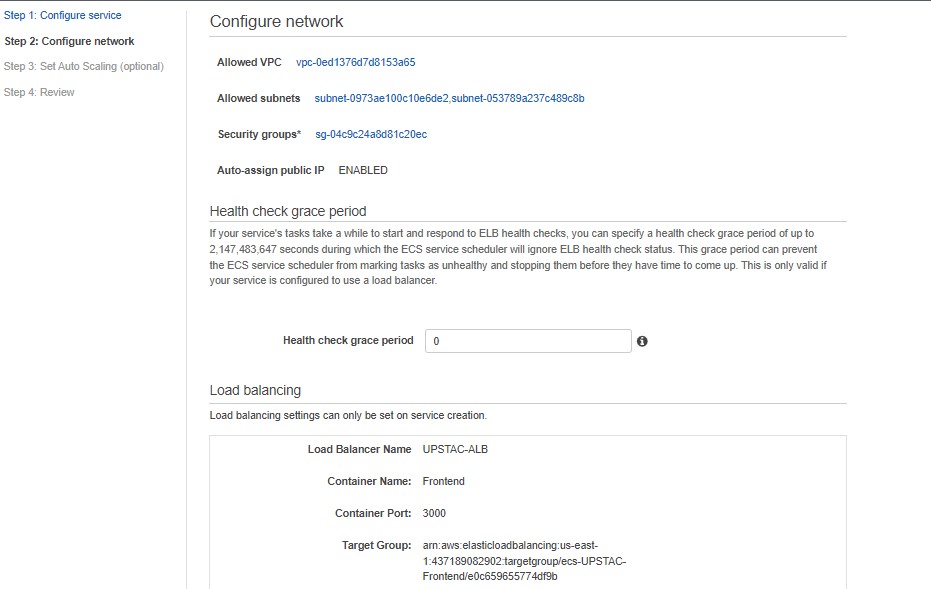 Step 1: Configure service
Step 2: Configure network
Step 3: Set Auto Scaling (optional)
Step 4: Review
Configure network
Allowed VPC vpc-0ed1376d7d8153a65
Allowed subnets subnet-0973ae100c10e6de2,subnet-053789a237c489c8b
Security groups* sg-04c9c24a8d81c20ec
Auto-assign public IP ENABLED
Health check grace period
If your service's tasks take a while to start and respond to ELB health checks, you can specify a health check grace period of up to
2,147,483,647 seconds during which the ECS service scheduler will ignore ELB health check status. This grace period can prevent
the ECS service scheduler from marking tasks as unhealthy and stopping them before they have time to come up. This is only valid if
your service is configured to use a load balancer.
Health check grace period 0
Load balancing
Load balancing settings can only be set on service creation.
Load Balancer Name UPSTAC-ALB
Container Name: Frontend
Container Port: 3000
Target Group: arn:aws:elasticloadbalancing:us-east-
1:437189082902:targetgroup/ecs-UPSTAC-
Frontend/e0c659655774df9b